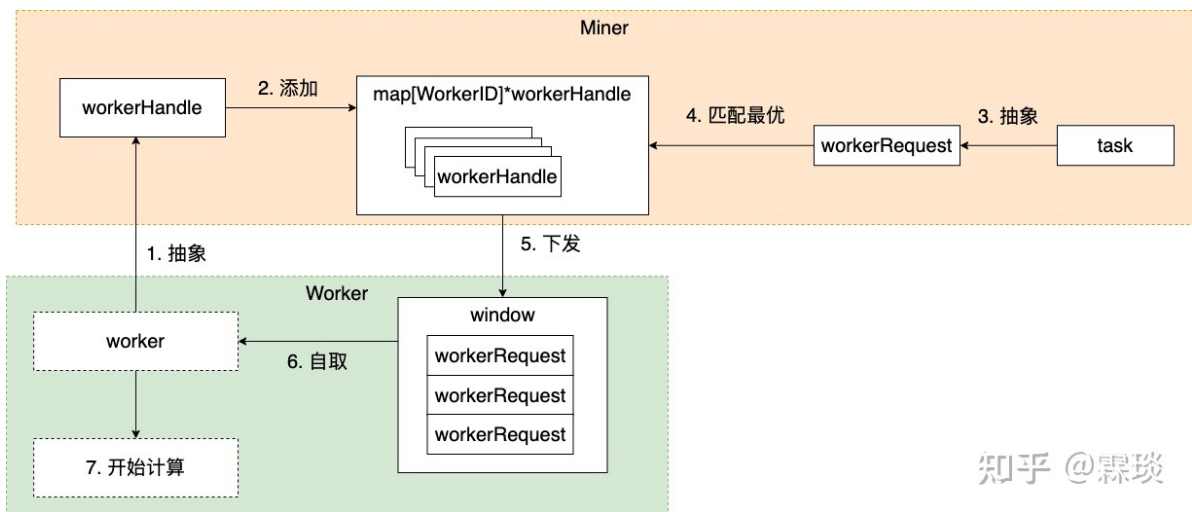 Miner
workerHandle
2. 添加
map[WorkerID]*workerHandle
workerHandle
4. 匹配最优
workerRequest
3. 抽象
task
1. 抽象
5. 下发
Worker
worker
6. 自取
window
workerRequest
workerRequest
workerRequest
7. 开始计算
知乎 @霖琰